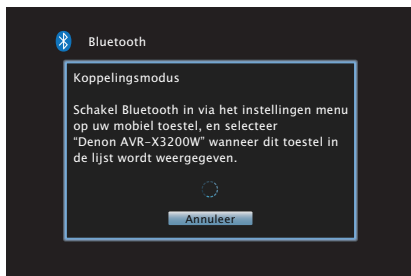 Bluetooth
Koppelingsmodus
Schakel Bluetooth in via het instellingen menu
op uw mobiel toestel, en selecteer
“Denon AVR-X3200W” wanneer dit toestel in
de lijst wordt weergegeven.
Annuleer